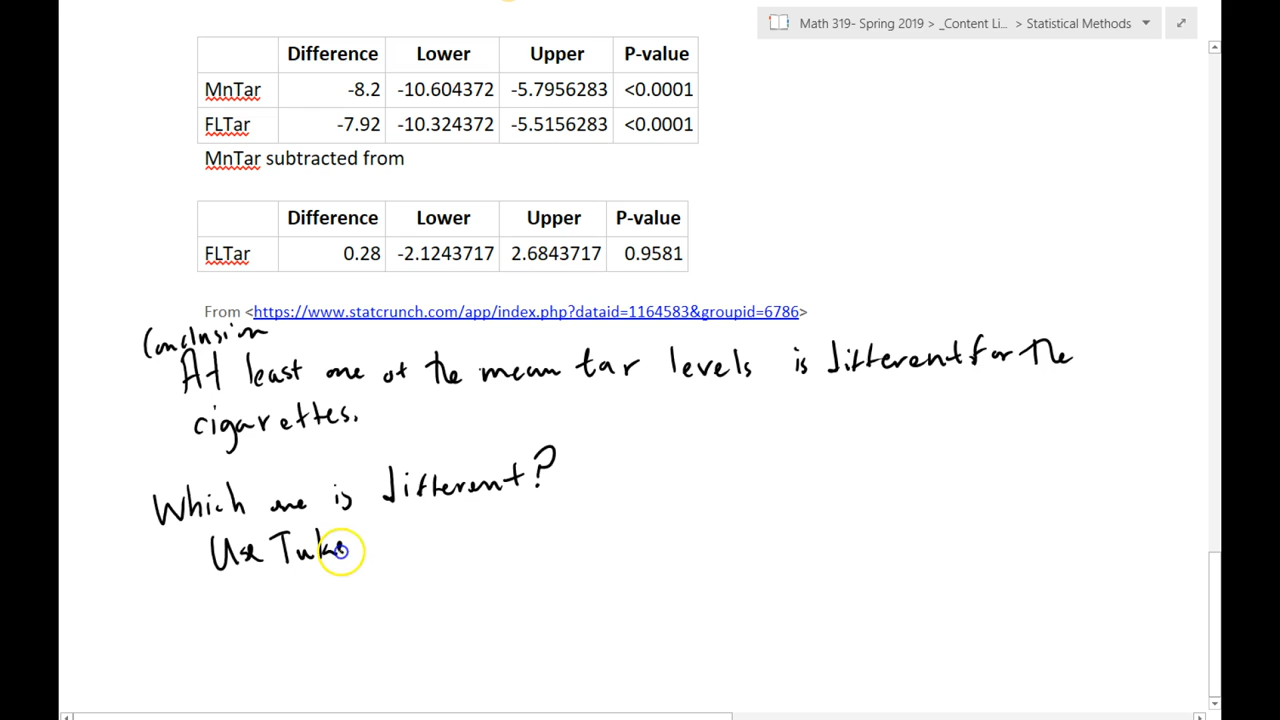 Math 319- Spring 2019 > _Content Li... > Statistical Methods
Difference Lower Upper P-value
MnTar -8.2 -10.604372 -5.7956283 <0.0001
FLTar -7.92 -10.324372 -5.5156283 <0.0001
MnTar subtracted from
Difference Lower Upper P-value
FLTar 0.28 -2.1243717 2.6843717 0.9581
From <https://www.statcrunch.com/app/index.php?dataid=1164583&groupid=6786>
Conclusion
At least one of the mean tar levels is different for the
cigarettes.
Which one is different?
Use Tuke